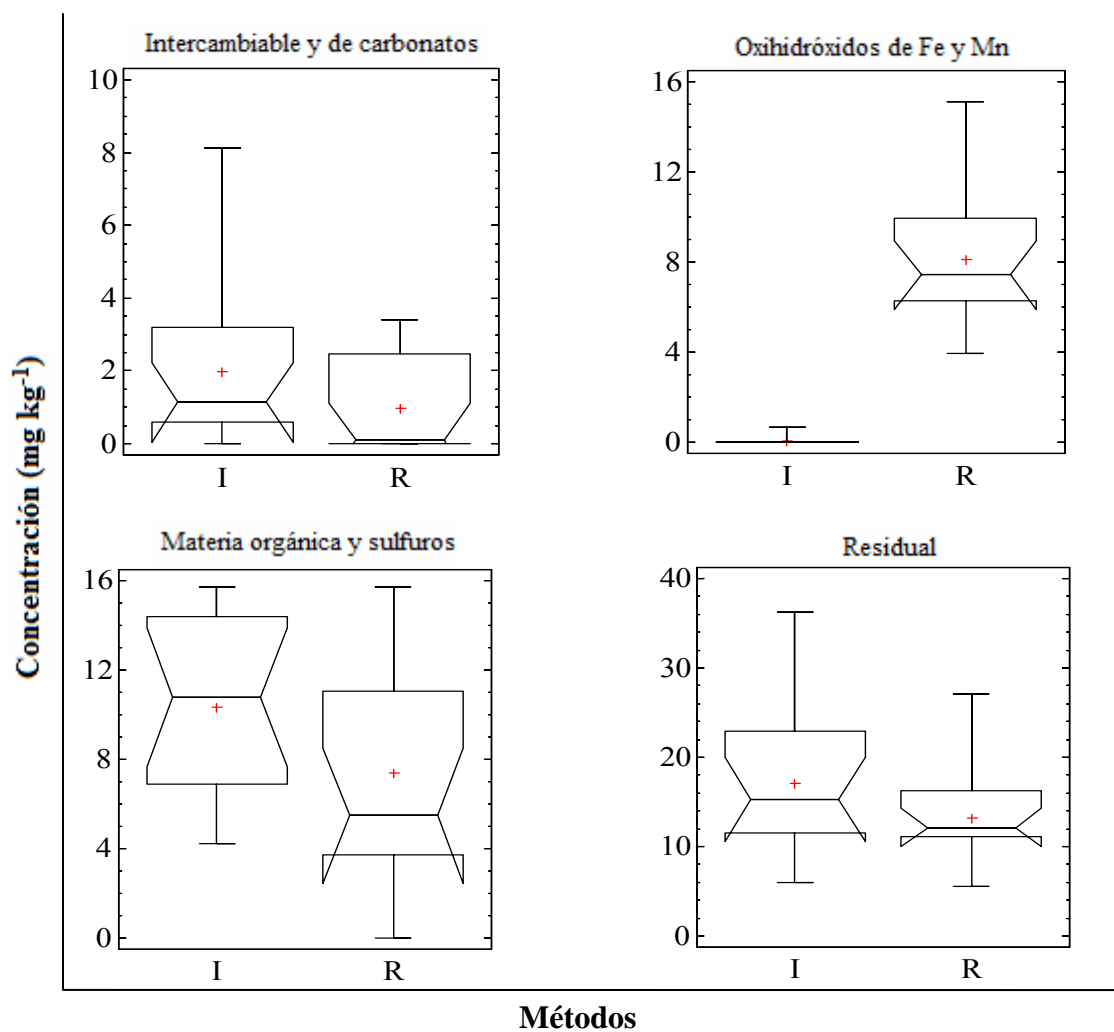 Intercambiable y de carbonatos
10
8
6
4
2
0
I R
Oxihidróxidos de Fe y Mn
16
12
8
4
0
I R
Materia orgánica y sulfuros
16
12
8
4
0
I R
Residual
40
30
20
10
0
I R
Concentración (mg kg⁻¹)
Métodos